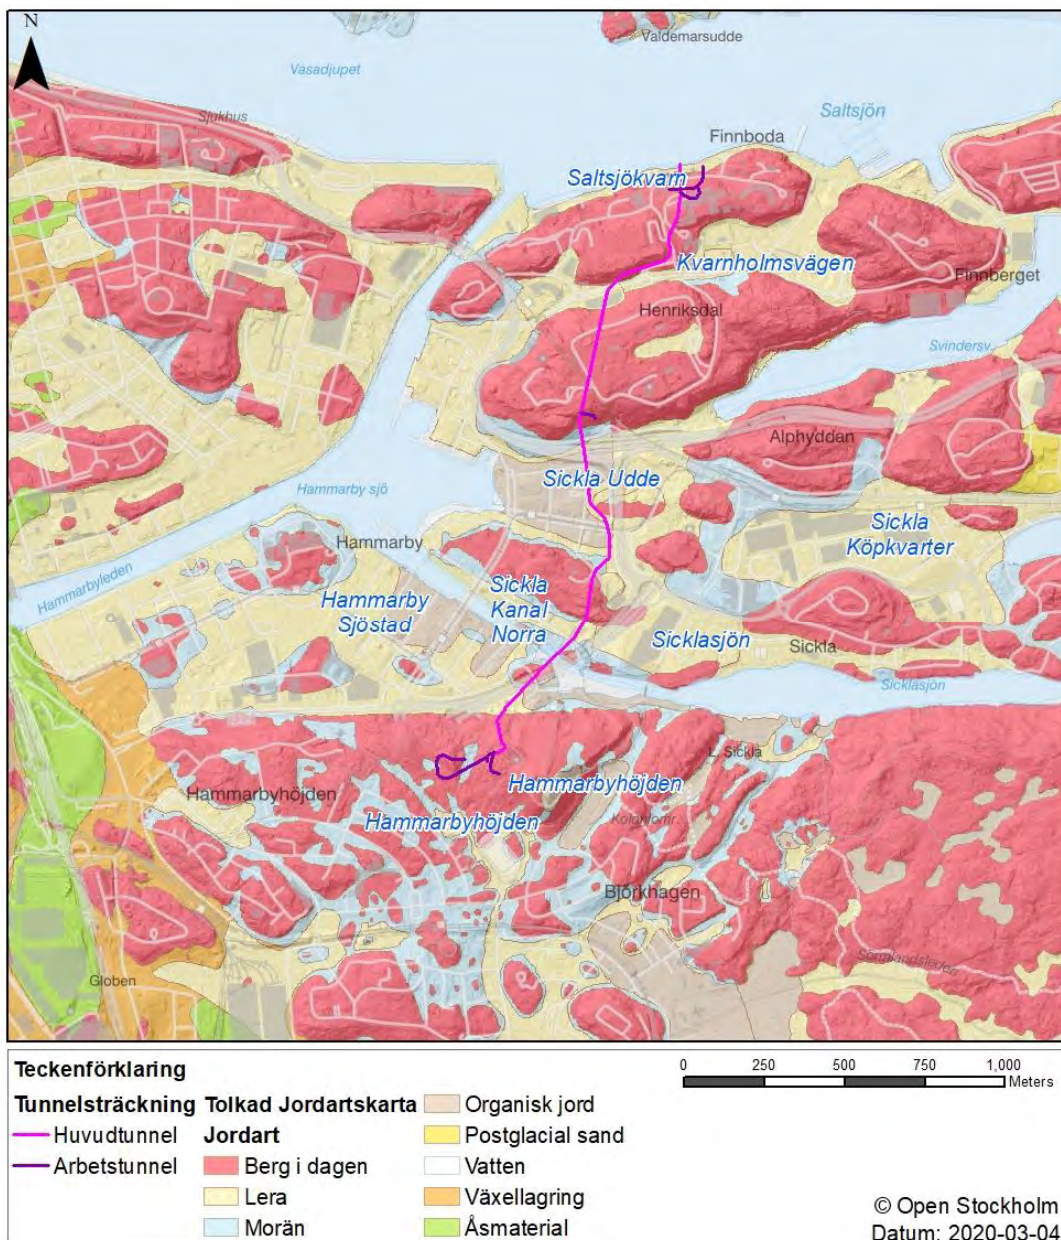 N
Valdemarsudde
Vasadjupet
Saltsjön
Sjukhus
Finnboda
Saltsjökvarn
Kvarnholmsvägen
Finnberget
Henriksdal
Svindersv.
Alphyddan
Sickla Udde
Hammarby sjö
Sickla
Köpkvarter
Hammarby
Hammarbyleden
Sickla
Kanal
Norra
Hammarby
Sjöstad
Sicklasjön
Sickla
Sicklasjön
L. Sickla
Hammarbyhöjden
Hammarbyhöjden
Hammarbyhöjden
Koloniomr.
Björkhagen
Sörmlandsleden
Globen
Teckenförklaring
Tunnelsträckning
Huvudtunnel
Arbetstunnel
Tolkad Jordartskarta
Jordart
Berg i dagen
Lera
Morän
Organisk jord
Postglacial sand
Vatten
Växellagring
Åsmaterial
0 250 500 750 1,000
Meters
© Open Stockholm
Datum: 2020-03-04